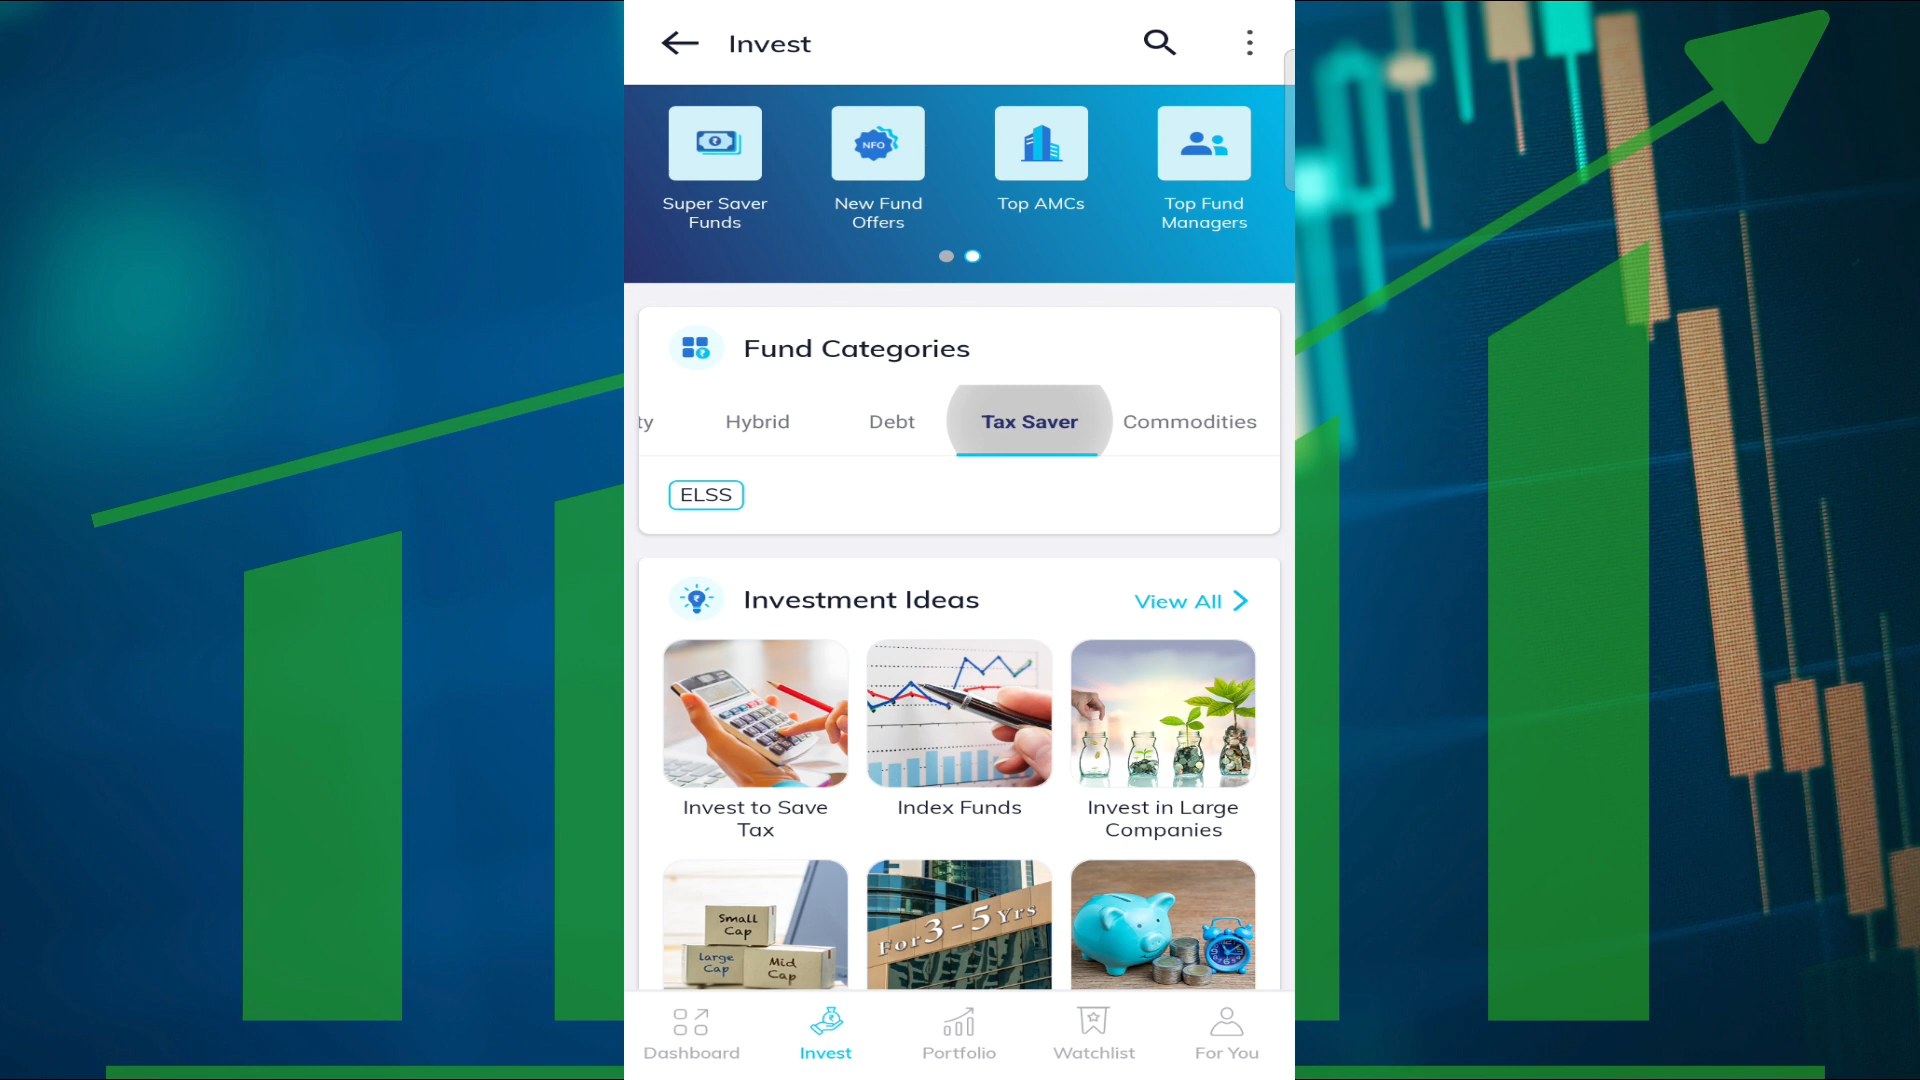 Invest
NFO
Super Saver
Funds
New Fund
Offers
Top AMCs
Top Fund
Managers
Fund Categories
ty
Hybrid
Debt
Tax Saver
Commodities
ELSS
Investment Ideas
View All
Invest to Save
Tax
Index Funds
Invest in Large
Companies
Small
Cap
Large
Cap
Mid
Cap
For 3-5 Yrs
Dashboard
Invest
Portfolio
Watchlist
For You